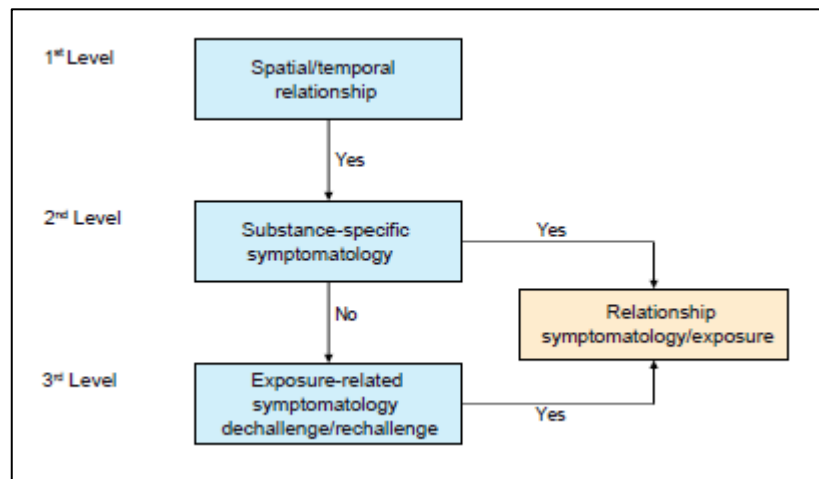 1st Level
Spatial/temporal
relationship
Yes
2nd Level
Substance-specific
symptomatology
Yes
No
Relationship
symptomatology/exposure
3rd Level
Exposure-related
symptomatology
dechallenge/rechallenge
Yes